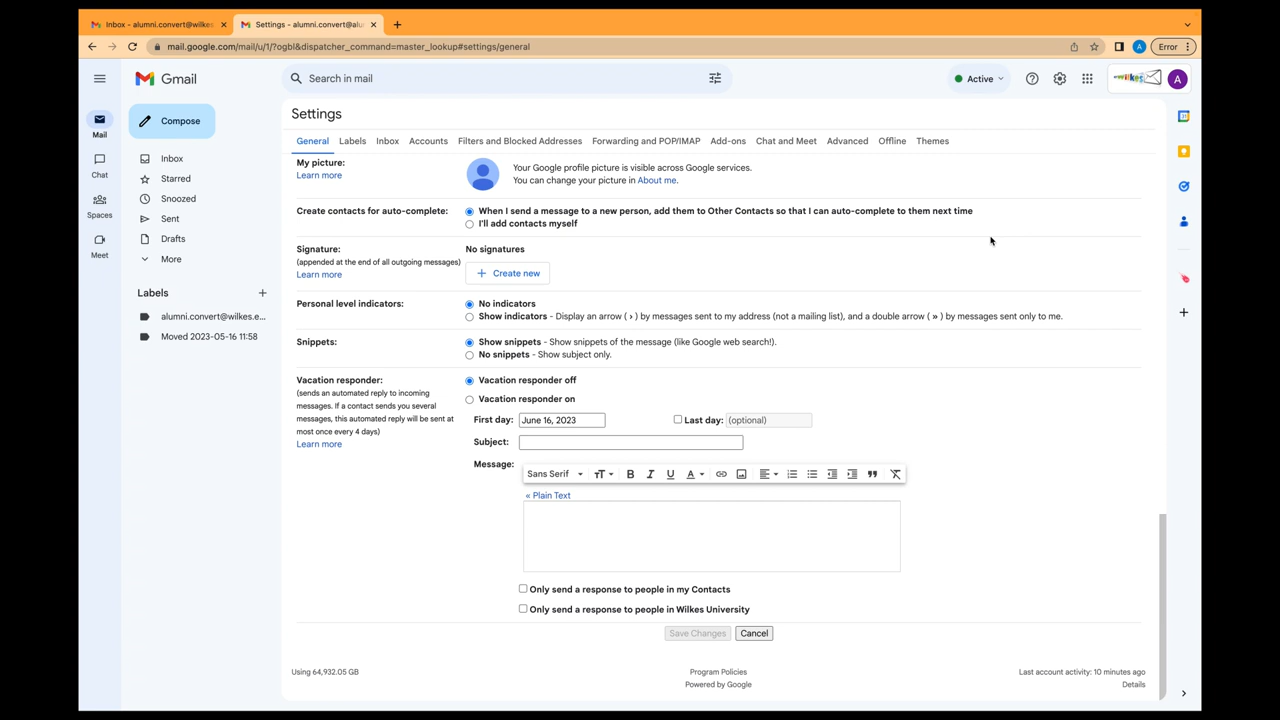 Inbox - alumni.convert@wilkes
Settings - alumni.convert@alu
mail.google.com/mail/u/1/?ogbl&dispatcher_command=master_lookup#settings/general
A
Error
Gmail
Search in mail
Active
wilkes
A
Mail
Chat
Spaces
Meet
Compose
Inbox
Starred
Snoozed
Sent
Drafts
More
Labels
alumni.convert@wilkes.e...
Moved 2023-05-16 11:58
Settings
General Labels Inbox Accounts Filters and Blocked Addresses Forwarding and POP/IMAP Add-ons Chat and Meet Advanced Offline Themes
My picture:
Learn more
Your Google profile picture is visible across Google services.
You can change your picture in About me.
Create contacts for auto-complete:
When I send a message to a new person, add them to Other Contacts so that I can auto-complete to them next time
I'll add contacts myself
Signature:
(appended at the end of all outgoing messages)
Learn more
No signatures
Create new
Personal level indicators:
No indicators
Show indicators - Display an arrow ( › ) by messages sent to my address (not a mailing list), and a double arrow ( » ) by messages sent only to me.
Snippets:
Show snippets - Show snippets of the message (like Google web search!).
No snippets - Show subject only.
Vacation responder:
(sends an automated reply to incoming
messages. If a contact sends you several
messages, this automated reply will be sent at
most once every 4 days)
Learn more
Vacation responder off
Vacation responder on
First day: June 16, 2023 Last day: (optional)
Subject:
Message:
Sans Serif
« Plain Text
Only send a response to people in my Contacts
Only send a response to people in Wilkes University
Save Changes Cancel
Using 64,932.05 GB
Program Policies
Powered by Google
Last account activity: 10 minutes ago
Details